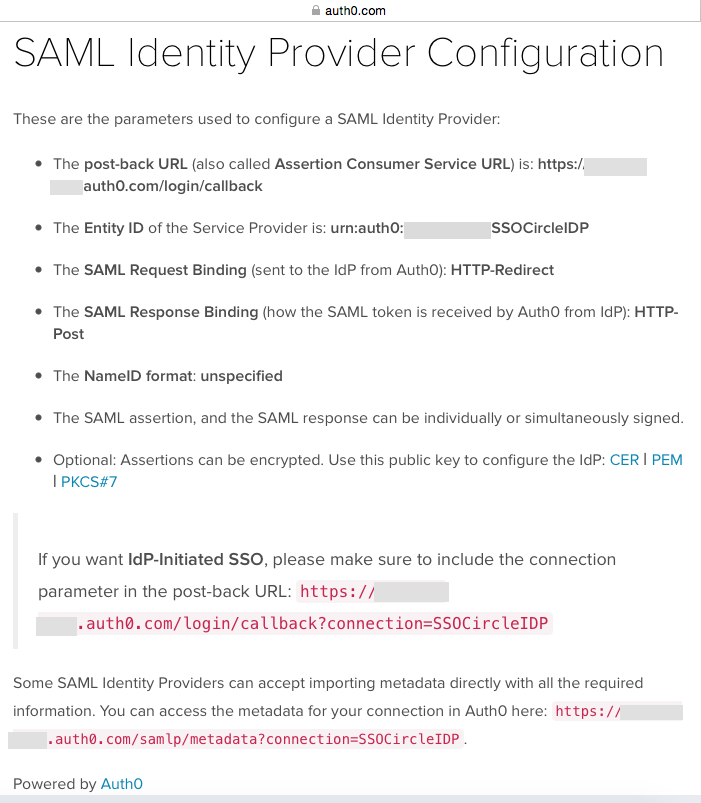 auth0.com
SAML Identity Provider Configuration
These are the parameters used to configure a SAML Identity Provider:
• The post-back URL (also called Assertion Consumer Service URL) is: https:/
auth0.com/login/callback
• The Entity ID of the Service Provider is: urn:auth0: SSOCircleIDP
• The SAML Request Binding (sent to the IdP from Auth0): HTTP-Redirect
• The SAML Response Binding (how the SAML token is received by Auth0 from IdP): HTTP-
Post
• The NameID format: unspecified
• The SAML assertion, and the SAML response can be individually or simultaneously signed.
• Optional: Assertions can be encrypted. Use this public key to configure the IdP: CER | PEM
| PKCS#7
If you want IdP-Initiated SSO, please make sure to include the connection
parameter in the post-back URL: https://
.auth0.com/login/callback?connection=SSOCircleIDP
Some SAML Identity Providers can accept importing metadata directly with all the required
information. You can access the metadata for your connection in Auth0 here: https://
.auth0.com/samlp/metadata?connection=SSOCircleIDP.
Powered by Auth0